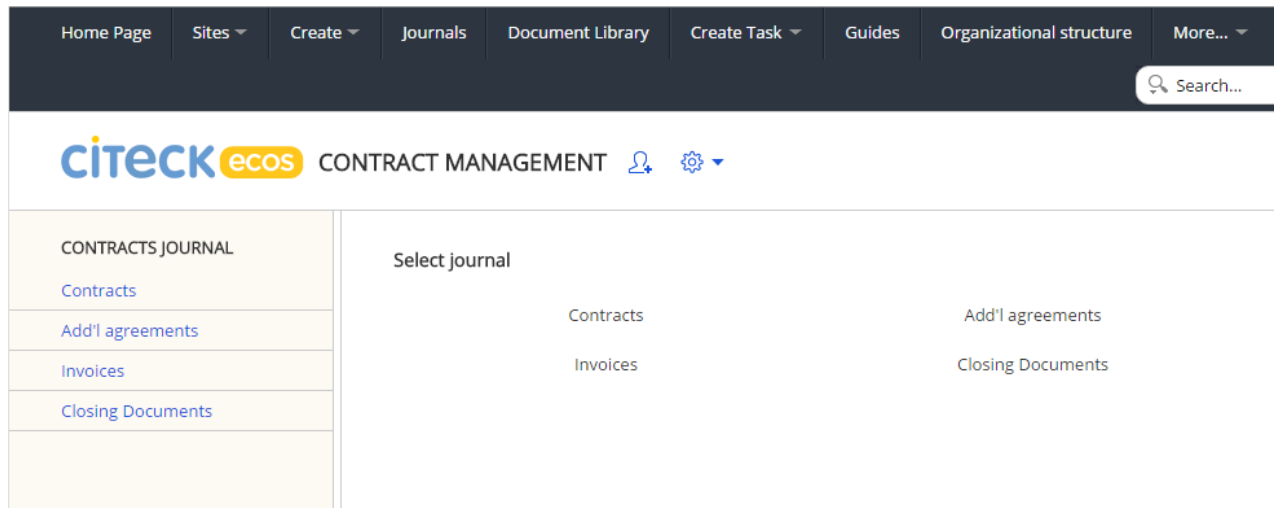 Home Page Sites Create Journals Document Library Create Task Guides Organizational structure More...
Search...
citeck ecos CONTRACT MANAGEMENT
CONTRACTS JOURNAL
Contracts
Add'l agreements
Invoices
Closing Documents
Select journal
Contracts Add'l agreements
Invoices Closing Documents